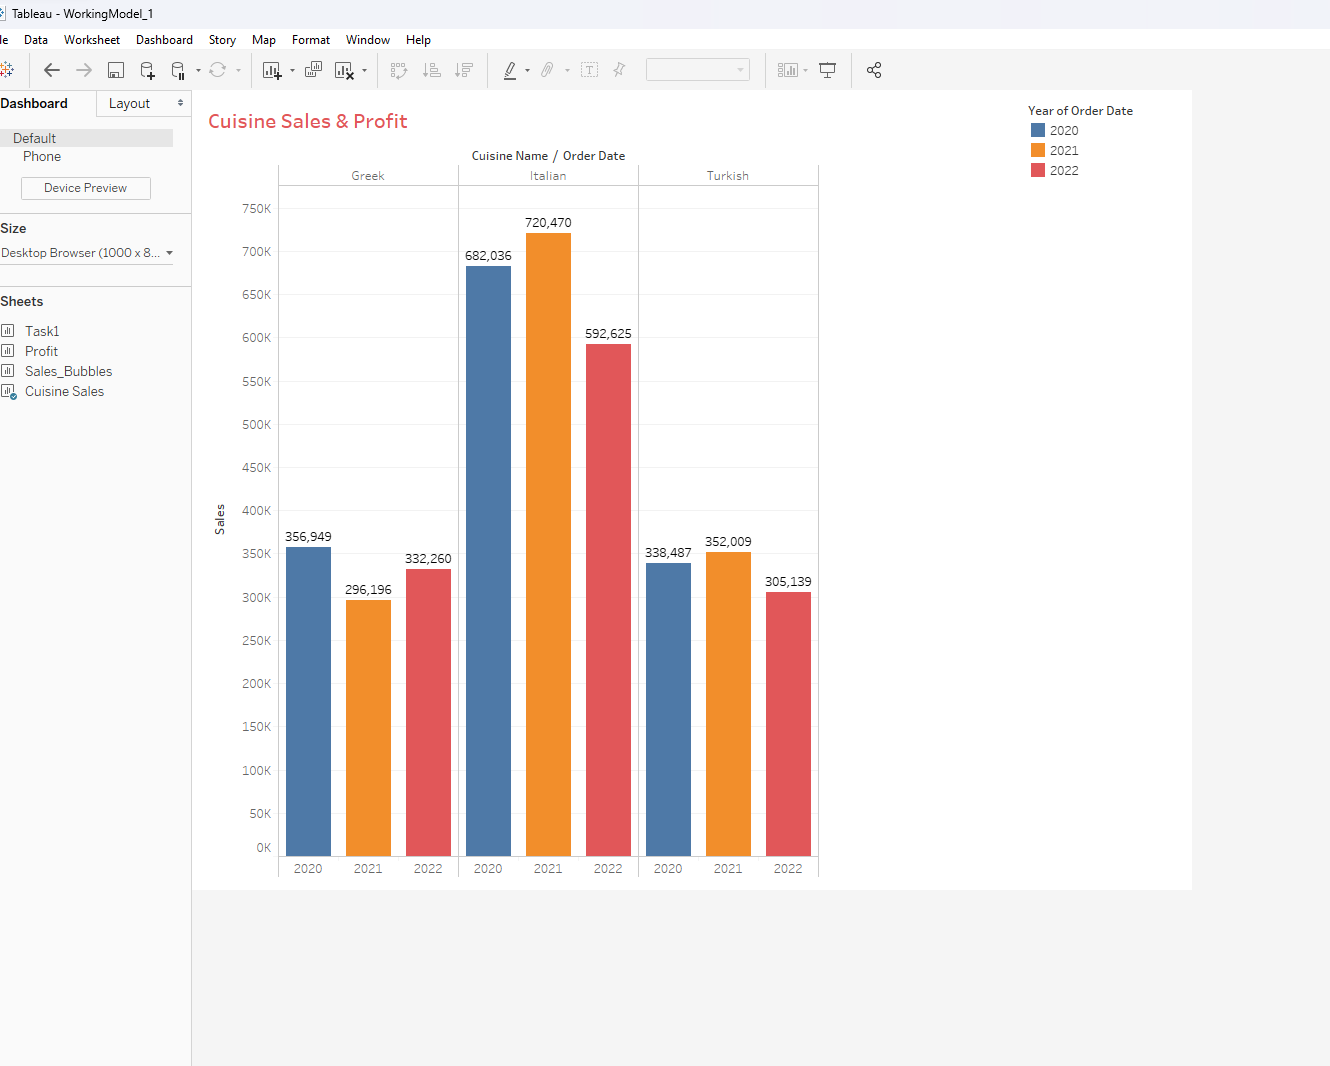 Tableau - WorkingModel_1
le Data Worksheet Dashboard Story Map Format Window Help
Dashboard Layout
Default
Phone
Device Preview
Size
Desktop Browser (1000 x 8...
Sheets
Task1
Profit
Sales_Bubbles
Cuisine Sales
Cuisine Sales & Profit
Cuisine Name / Order Date
Greek Italian Turkish
750K
700K
650K
600K
550K
500K
450K
400K
350K
300K
250K
200K
150K
100K
50K
0K
Sales
356,949
296,196
332,260
682,036
720,470
592,625
338,487
352,009
305,139
2020 2021 2022 2020 2021 2022 2020 2021 2022
Year of Order Date
2020
2021
2022